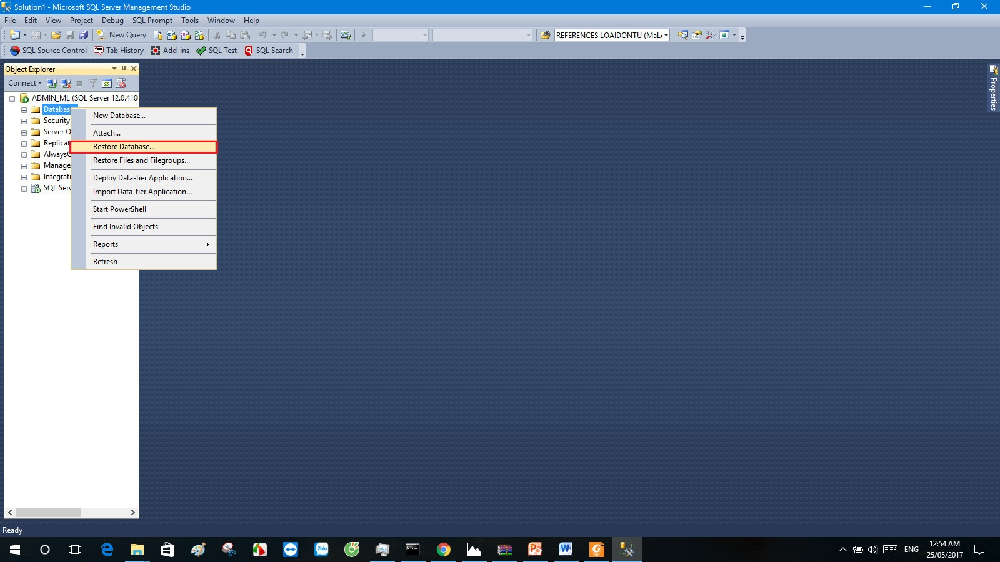 Solution1 - Microsoft SQL Server Management Studio
File Edit View Project Debug SQL Prompt Tools Window Help
New Query REFERENCES LOAIDONTU (MaL
SQL Source Control Tab History Add-ins SQL Test SQL Search
Object Explorer
Connect
ADMIN_ML (SQL Server 12.0.410
Databas
Security
Server O
Replicat
Always
Manage
Integrati
SQL Serv
New Database...
Attach...
Restore Database...
Restore Files and Filegroups...
Deploy Data-tier Application...
Import Data-tier Application...
Start PowerShell
Find Invalid Objects
Reports
Refresh
Properties
Ready
Zalo
ENG
12:54 AM
25/05/2017